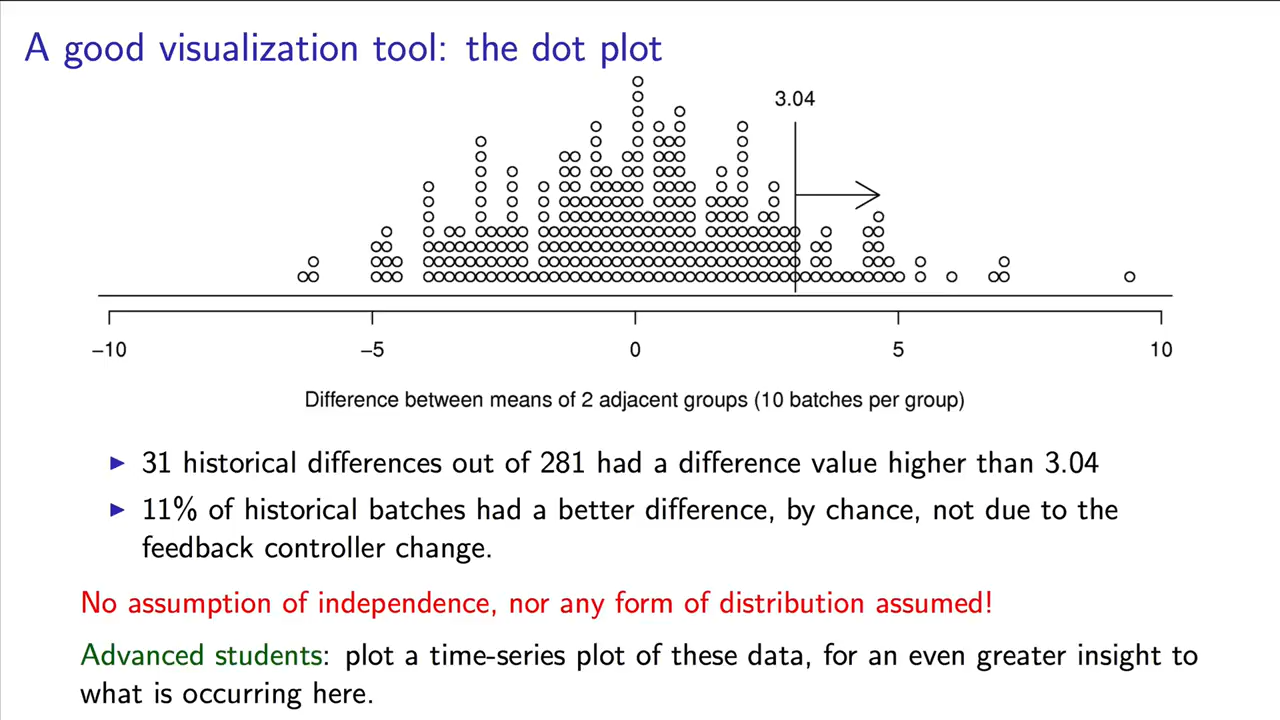 A good visualization tool: the dot plot
3.04
−10
−5
0
5
10
Difference between means of 2 adjacent groups (10 batches per group)
31 historical differences out of 281 had a difference value higher than 3.04
11% of historical batches had a better difference, by chance, not due to the
feedback controller change.
No assumption of independence, nor any form of distribution assumed!
Advanced students: plot a time-series plot of these data, for an even greater insight to
what is occurring here.